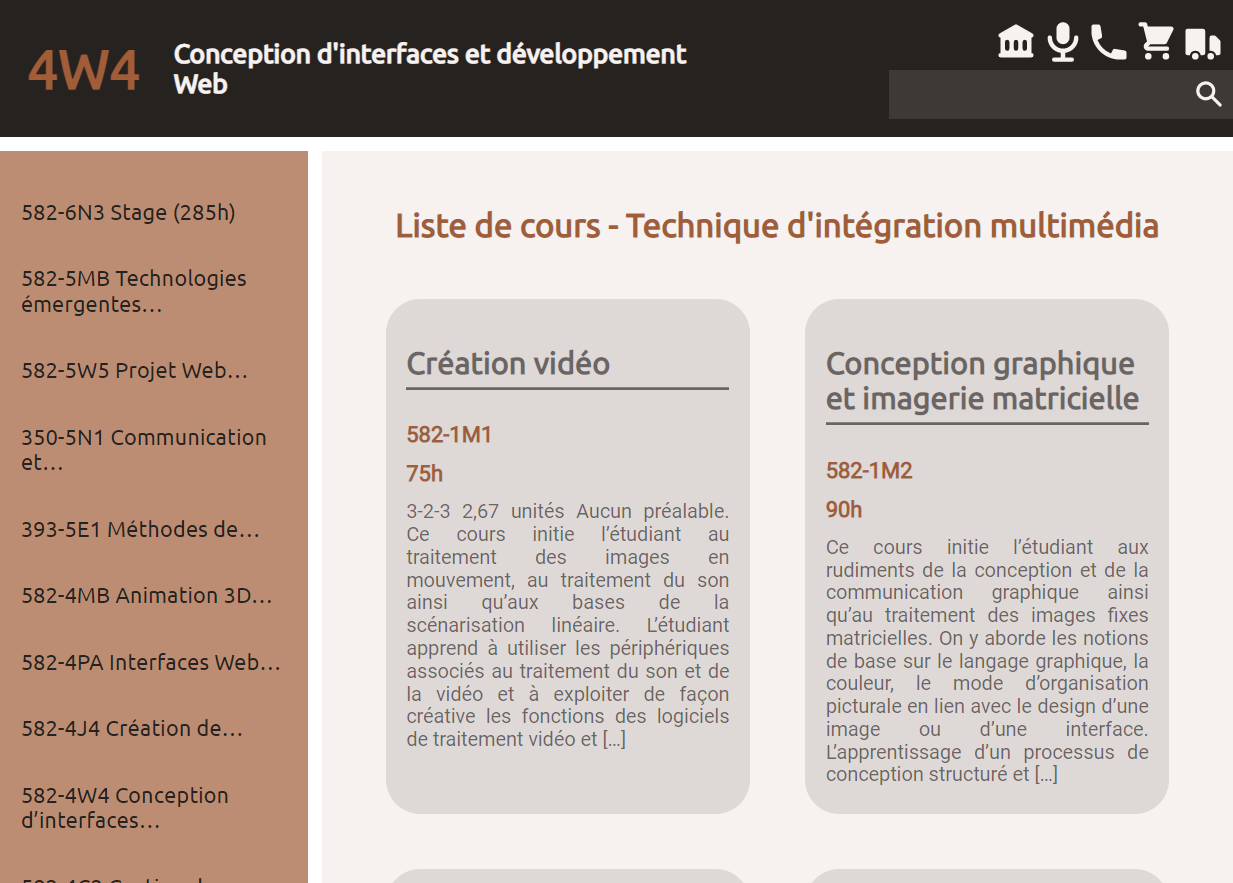 4W4
Conception d'interfaces et développement
Web
582-6N3 Stage (285h)
582-5MB Technologies
émergentes…
582-5W5 Projet Web…
350-5N1 Communication
et…
393-5E1 Méthodes de…
582-4MB Animation 3D…
582-4PA Interfaces Web…
582-4J4 Création de…
582-4W4 Conception
d’interfaces…
Liste de cours - Technique d'intégration multimédia
Création vidéo
582-1M1
75h
3-2-3 2,67 unités Aucun préalable.
Ce cours initie l’étudiant au
traitement des images en
mouvement, au traitement du son
ainsi qu’aux bases de la
scénarisation linéaire. L’étudiant
apprend à utiliser les périphériques
associés au traitement du son et de
la vidéo et à exploiter de façon
créative les fonctions des logiciels
de traitement vidéo et […]
Conception graphique
et imagerie matricielle
582-1M2
90h
Ce cours initie l’étudiant aux
rudiments de la conception et de la
communication graphique ainsi
qu’au traitement des images fixes
matricielles. On y aborde les notions
de base sur le langage graphique, la
couleur, le mode d’organisation
picturale en lien avec le design d’une
image ou d’une interface.
L’apprentissage d’un processus de
conception structuré et […]